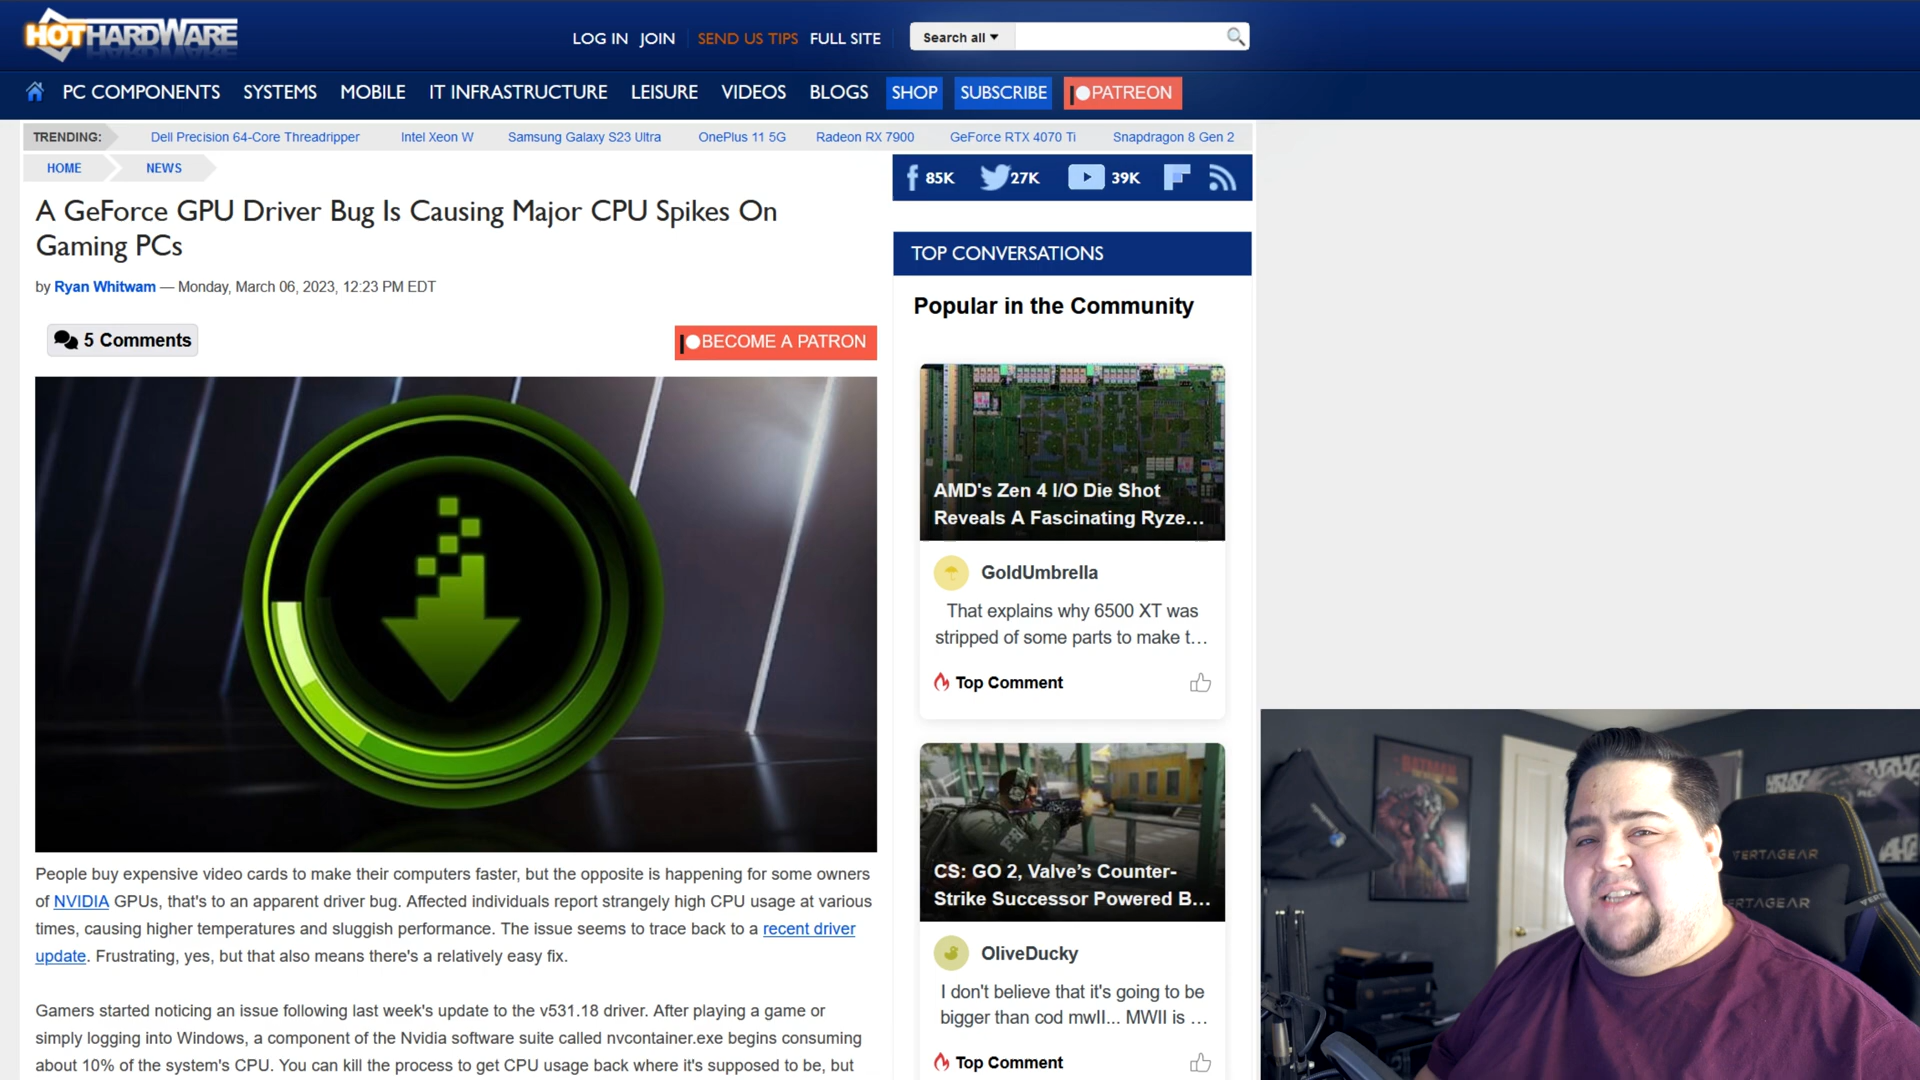 HOTHARDWARE
LOG IN JOIN SEND US TIPS FULL SITE Search all
PC COMPONENTS SYSTEMS MOBILE IT INFRASTRUCTURE LEISURE VIDEOS BLOGS SHOP SUBSCRIBE PATREON
TRENDING: Dell Precision 64-Core Threadripper Intel Xeon W Samsung Galaxy S23 Ultra OnePlus 11 5G Radeon RX 7900 GeForce RTX 4070 Ti Snapdragon 8 Gen 2
HOME NEWS
A GeForce GPU Driver Bug Is Causing Major CPU Spikes On
Gaming PCs
by Ryan Whitwam — Monday, March 06, 2023, 12:23 PM EDT
5 Comments
BECOME A PATRON
People buy expensive video cards to make their computers faster, but the opposite is happening for some owners
of NVIDIA GPUs, that's to an apparent driver bug. Affected individuals report strangely high CPU usage at various
times, causing higher temperatures and sluggish performance. The issue seems to trace back to a recent driver
update. Frustrating, yes, but that also means there's a relatively easy fix.
Gamers started noticing an issue following last week's update to the v531.18 driver. After playing a game or
simply logging into Windows, a component of the Nvidia software suite called nvcontainer.exe begins consuming
about 10% of the system's CPU. You can kill the process to get CPU usage back where it's supposed to be, but
85K 27K 39K
TOP CONVERSATIONS
Popular in the Community
AMD's Zen 4 I/O Die Shot
Reveals A Fascinating Ryze…
GoldUmbrella
That explains why 6500 XT was
stripped of some parts to make t…
Top Comment
CS: GO 2, Valve's Counter-
Strike Successor Powered B…
OliveDucky
I don't believe that it's going to be
bigger than cod mwII... MWII is …
Top Comment
VERTAGEAR
VERTAGEAR